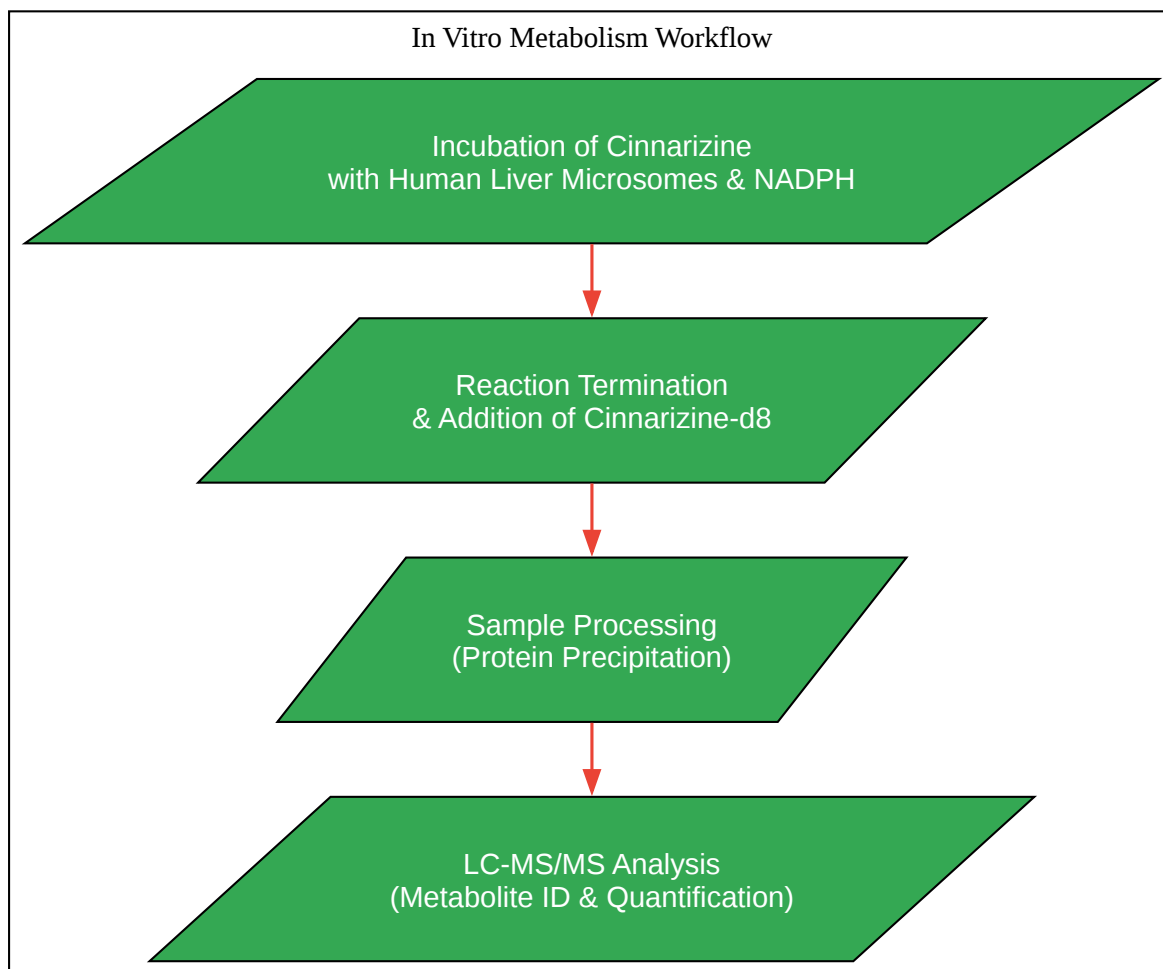 In Vitro Metabolism Workflow
Incubation of Cinnarizine
with Human Liver Microsomes & NADPH
Reaction Termination
& Addition of Cinnarizine-d8
Sample Processing
(Protein Precipitation)
LC-MS/MS Analysis
(Metabolite ID & Quantification)